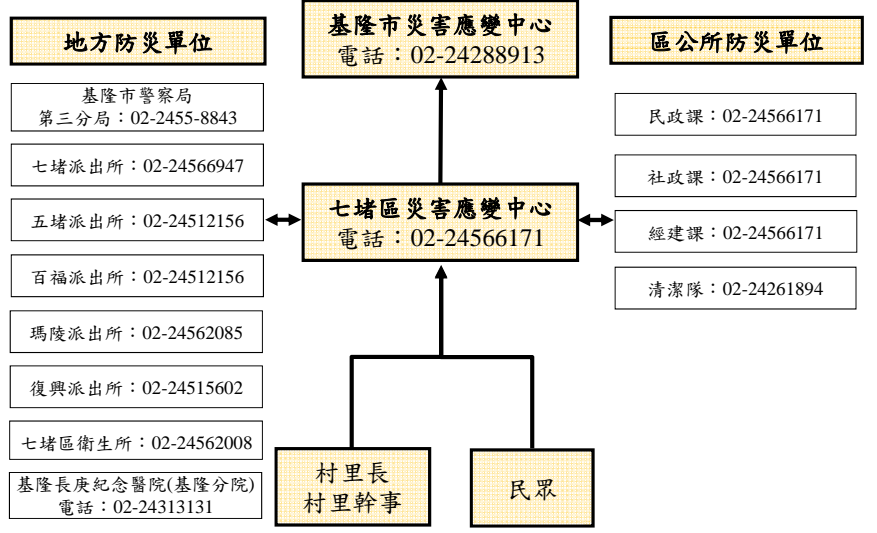 地方防災單位
基隆市警察局
第三分局：02-2455-8843
七堵派出所：02-24566947
五堵派出所：02-24512156
百福派出所：02-24512156
瑪陵派出所：02-24562085
復興派出所：02-24515602
七堵區衛生所：02-24562008
基隆長庚紀念醫院(基隆分院)
電話：02-24313131
基隆市災害應變中心
電話：02-24288913
七堵區災害應變中心
電話：02-24566171
村里長
村里幹事
民眾
區公所防災單位
民政課：02-24566171
社政課：02-24566171
經建課：02-24566171
清潔隊：02-24261894